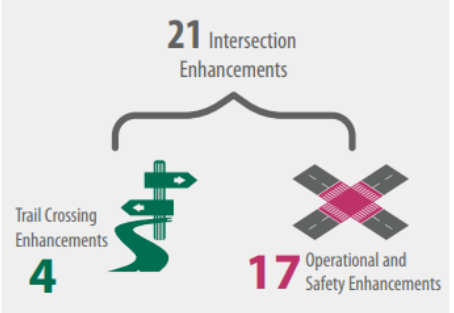 21 Intersection
Enhancements
Trail Crossing
Enhancements
4
17 Operational and
Safety Enhancements